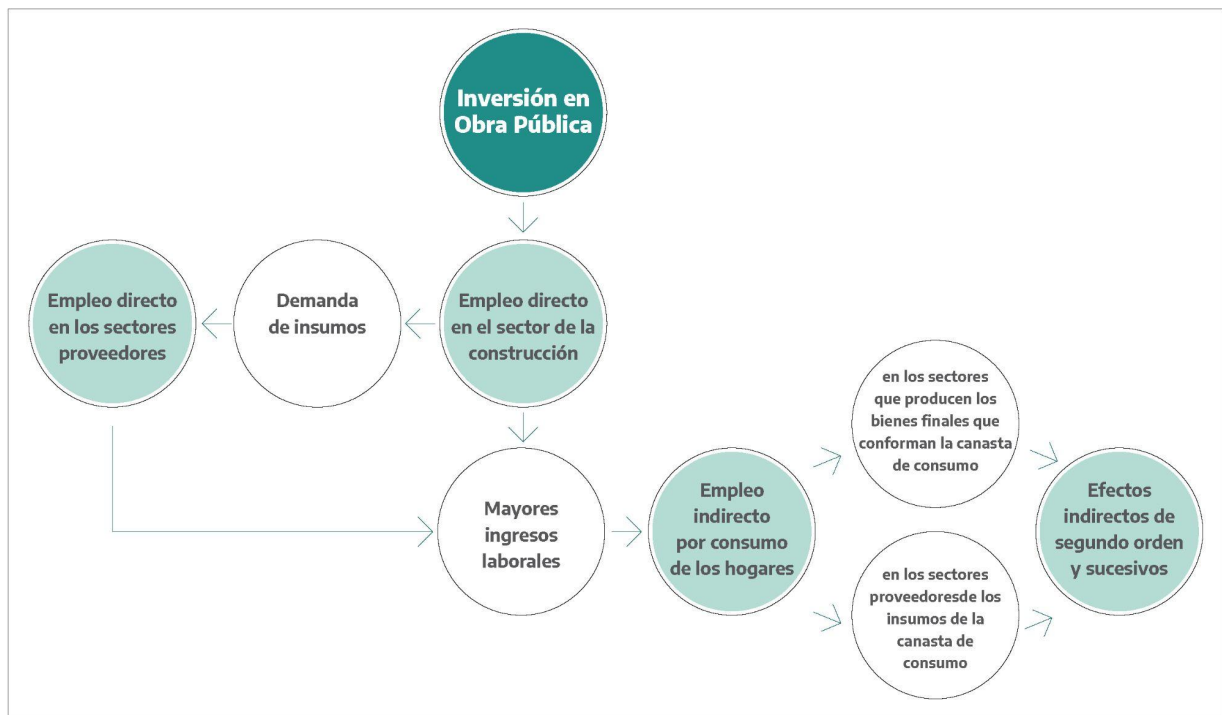 Inversión en
Obra Pública
Empleo directo
en los sectores
proveedores
Demanda
de insumos
Empleo directo
en el sector de la
construcción
Mayores
ingresos
laborales
Empleo
indirecto
por consumo
de los hogares
en los sectores
que producen los
bienes finales que
conforman la canasta
de consumo
en los sectores
proveedoresde los
insumos de la
canasta de
consumo
Efectos
indirectos de
segundo orden
y sucesivos